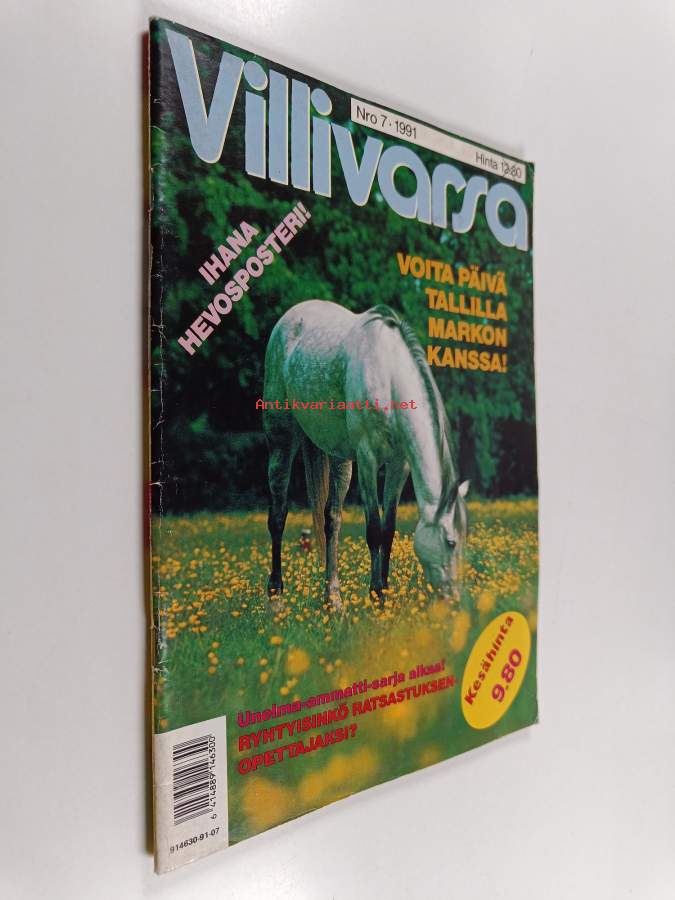 Villivarsa
Nro 7 · 1991
Hinta 12.80
IHANA
HEVOSPOSTERI!
VOITA PÄIVÄ
TALLILLA
MARKON
KANSSA!
Antikvariaatti.net
Kesähinta
9.80
Unelma-ammatti-sarja alkaa!
RYHTYISINKÖ RATSASTUKSEN-
OPETTAJAKSI?
6 414889 146300
914630-91-07